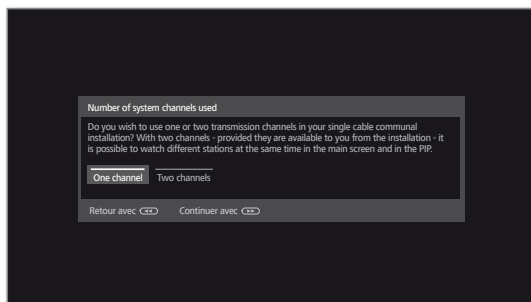 Number of system channels used
Do you wish to use one or two transmission channels in your single cable communal
installation? With two channels - provided they are available to you from the installation - it
is possible to watch different stations at the same time in the main screen and in the PIP.
One channel Two channels
Retour avec Continuer avec